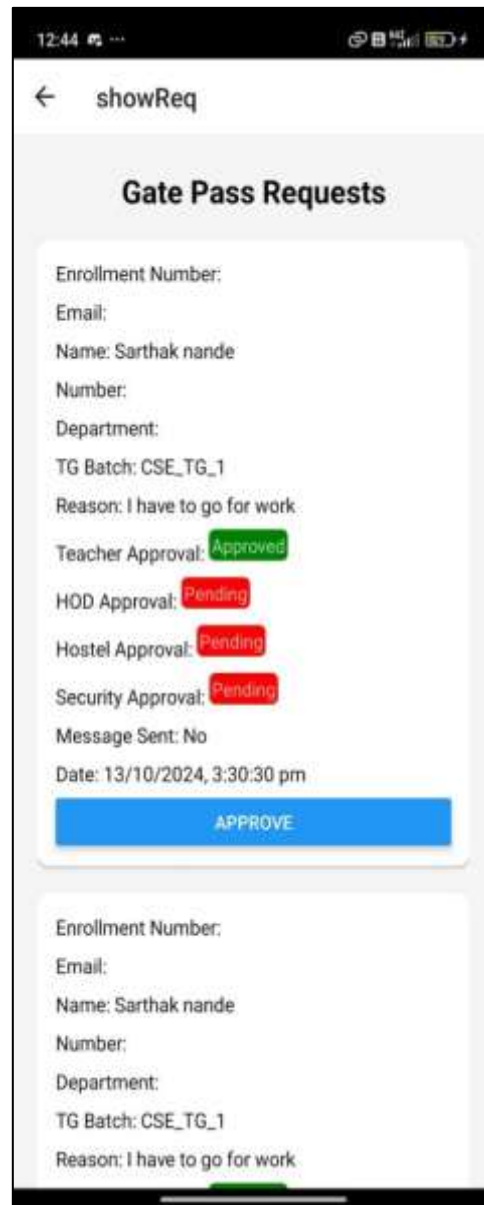 12:44
showReq
Gate Pass Requests
Enrollment Number:
Email:
Name: Sarthak nande
Number:
Department:
TG Batch: CSE_TG_1
Reason: I have to go for work
Teacher Approval: Approved
HOD Approval: Pending
Hostel Approval: Pending
Security Approval: Pending
Message Sent: No
Date: 13/10/2024, 3:30:30 pm
APPROVE
Enrollment Number:
Email:
Name: Sarthak nande
Number:
Department:
TG Batch: CSE_TG_1
Reason: I have to go for work